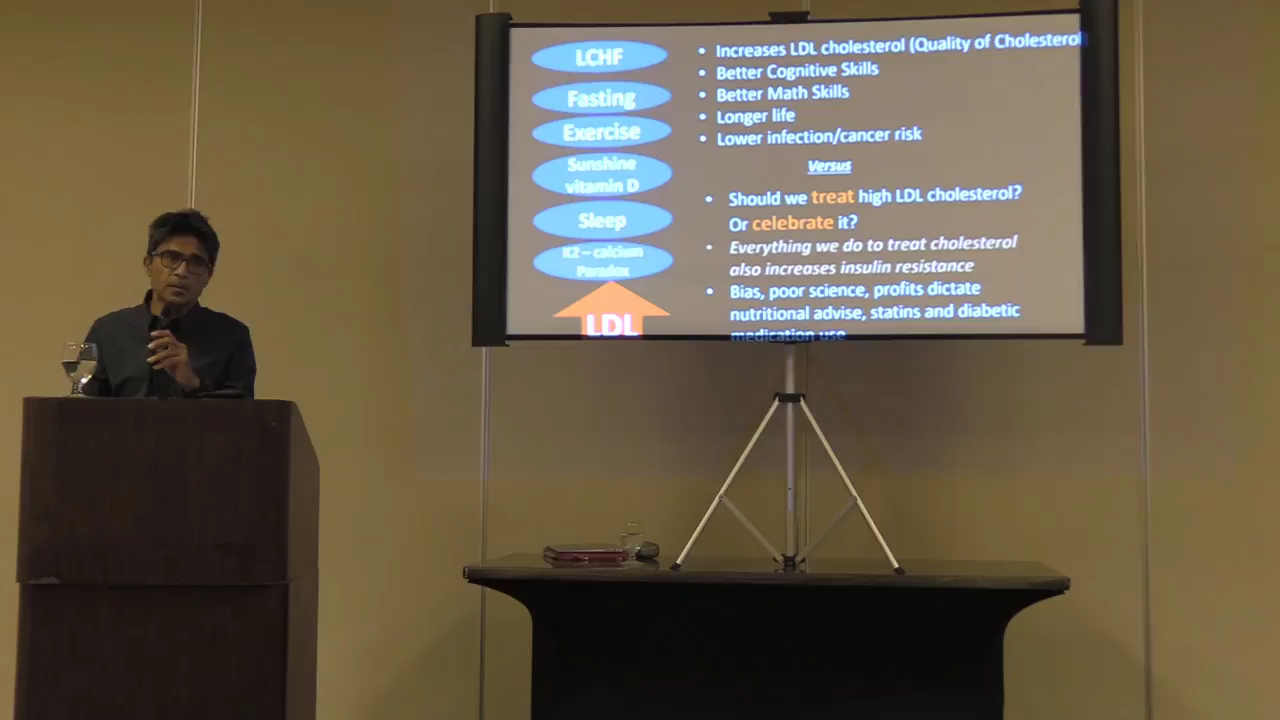 LCHF
Fasting
Exercise
Sunshine
vitamin D
Sleep
K2 – calcium
Paradox
LDL
• Increases LDL cholesterol (Quality of Cholesterol
• Better Cognitive Skills
• Better Math Skills
• Longer life
• Lower infection/cancer risk
Versus
• Should we treat high LDL cholesterol?
Or celebrate it?
• Everything we do to treat cholesterol
also increases insulin resistance
• Bias, poor science, profits dictate
nutritional advise, statins and diabetic
medication use